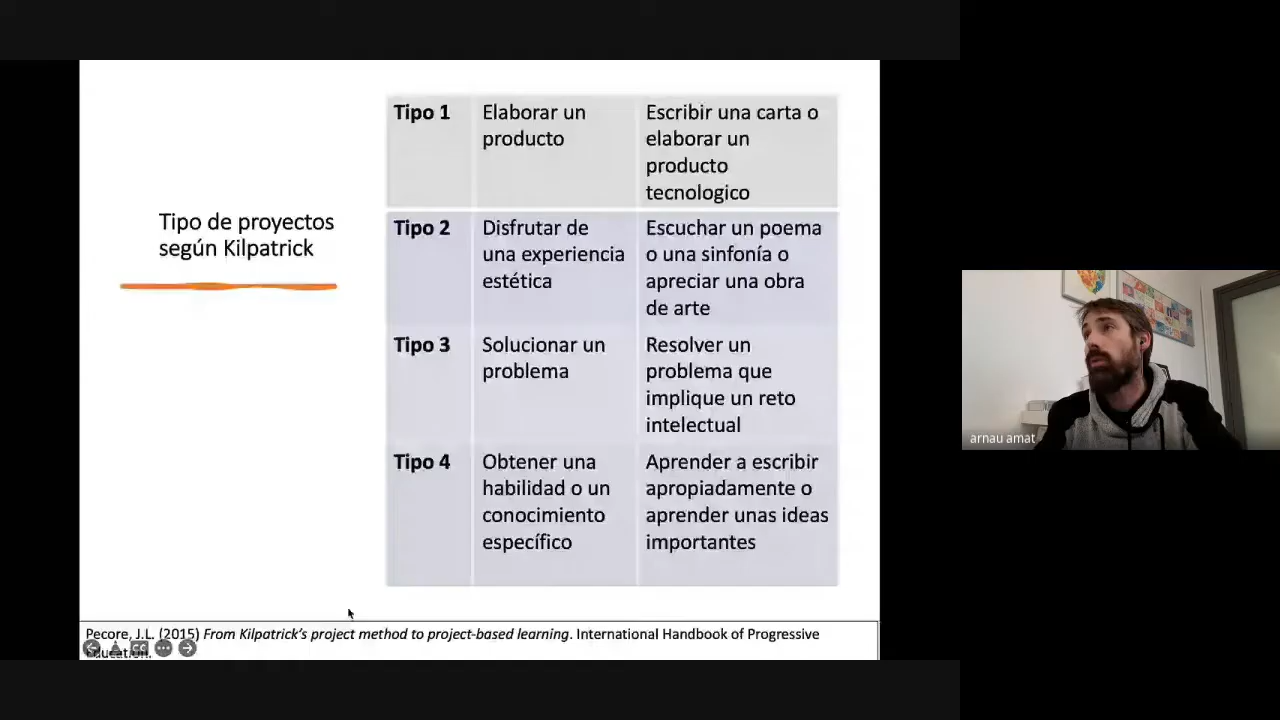 Tipo de proyectos
según Kilpatrick
Tipo 1
Elaborar un
producto
Escribir una carta o
elaborar un
producto
tecnologico
Tipo 2
Disfrutar de
una experiencia
estética
Escuchar un poema
o una sinfonía o
apreciar una obra
de arte
Tipo 3
Solucionar un
problema
Resolver un
problema que
implique un reto
intelectual
Tipo 4
Obtener una
habilidad o un
conocimiento
específico
Aprender a escribir
apropiadamente o
aprender unas ideas
importantes
Pecore, J.L. (2015) From Kilpatrick's project method to project-based learning. International Handbook of Progressive
Education.
arnau amat